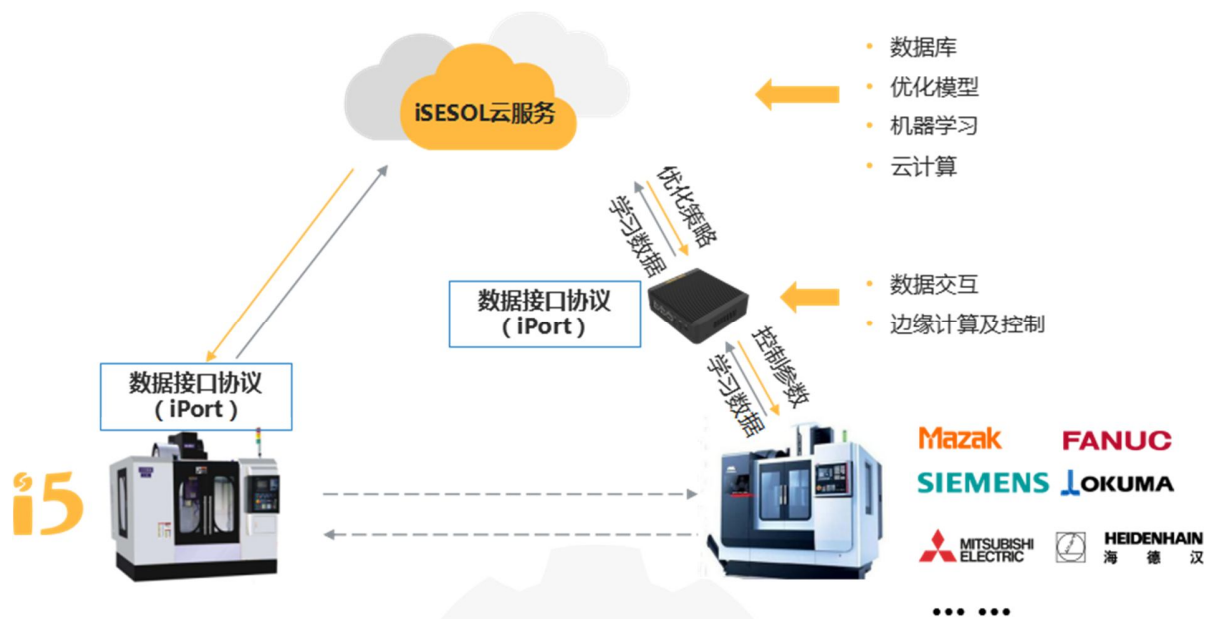 iSESOL云服务
• 数据库
• 优化模型
• 机器学习
• 云计算
优化策略
学习数据
数据接口协议
（iPort）
• 数据交互
• 边缘计算及控制
控制参数
学习数据
数据接口协议
（iPort）
i5
Mazak
FANUC
SIEMENS
OKUMA
MITSUBISHI
ELECTRIC
HEIDENHAIN
海德汉
••• •••